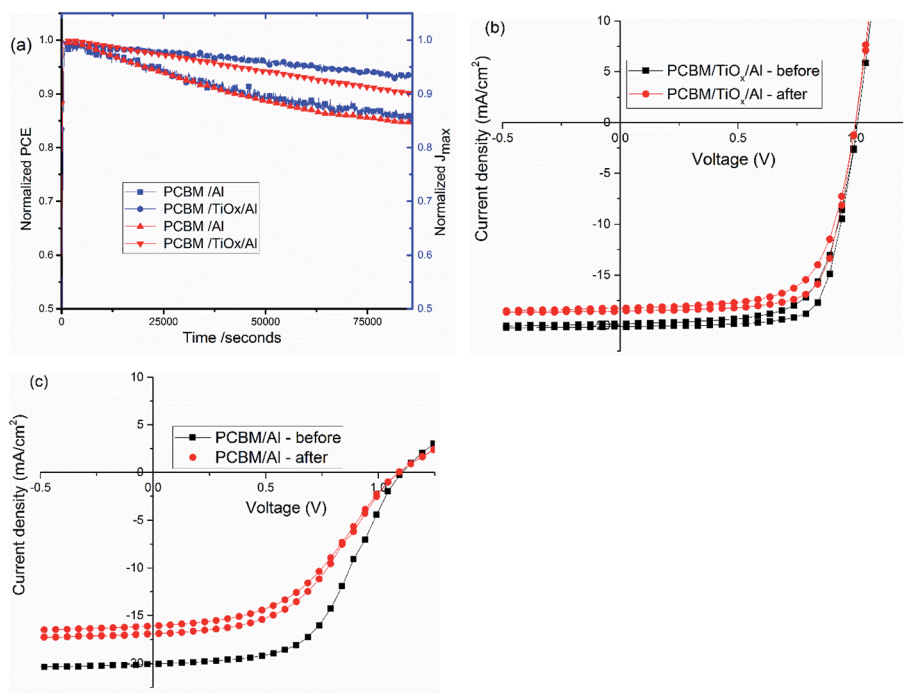 (a)
Normalized PCE
1.0
0.9
0.8
0.7
0.6
0.5
PCBM /Al
PCBM /TiOx/Al
PCBM /Al
PCBM /TiOx/Al
0 25000 50000 75000
Time /seconds
1.0
0.9
0.8
0.7
0.6
0.5
Normalized Jmax
(b)
Current density (mA/cm2)
10
5
0
-5
-10
-15
PCBM/TiOx/Al - before
PCBM/TiOx/Al - after
-0.5 0.0 0.5 1.0
Voltage (V)
(c)
Current density (mA/cm2)
10
5
0
-5
-10
-15
-20
PCBM/Al - before
PCBM/Al - after
-0.5 0.0 0.5 1.0
Voltage (V)